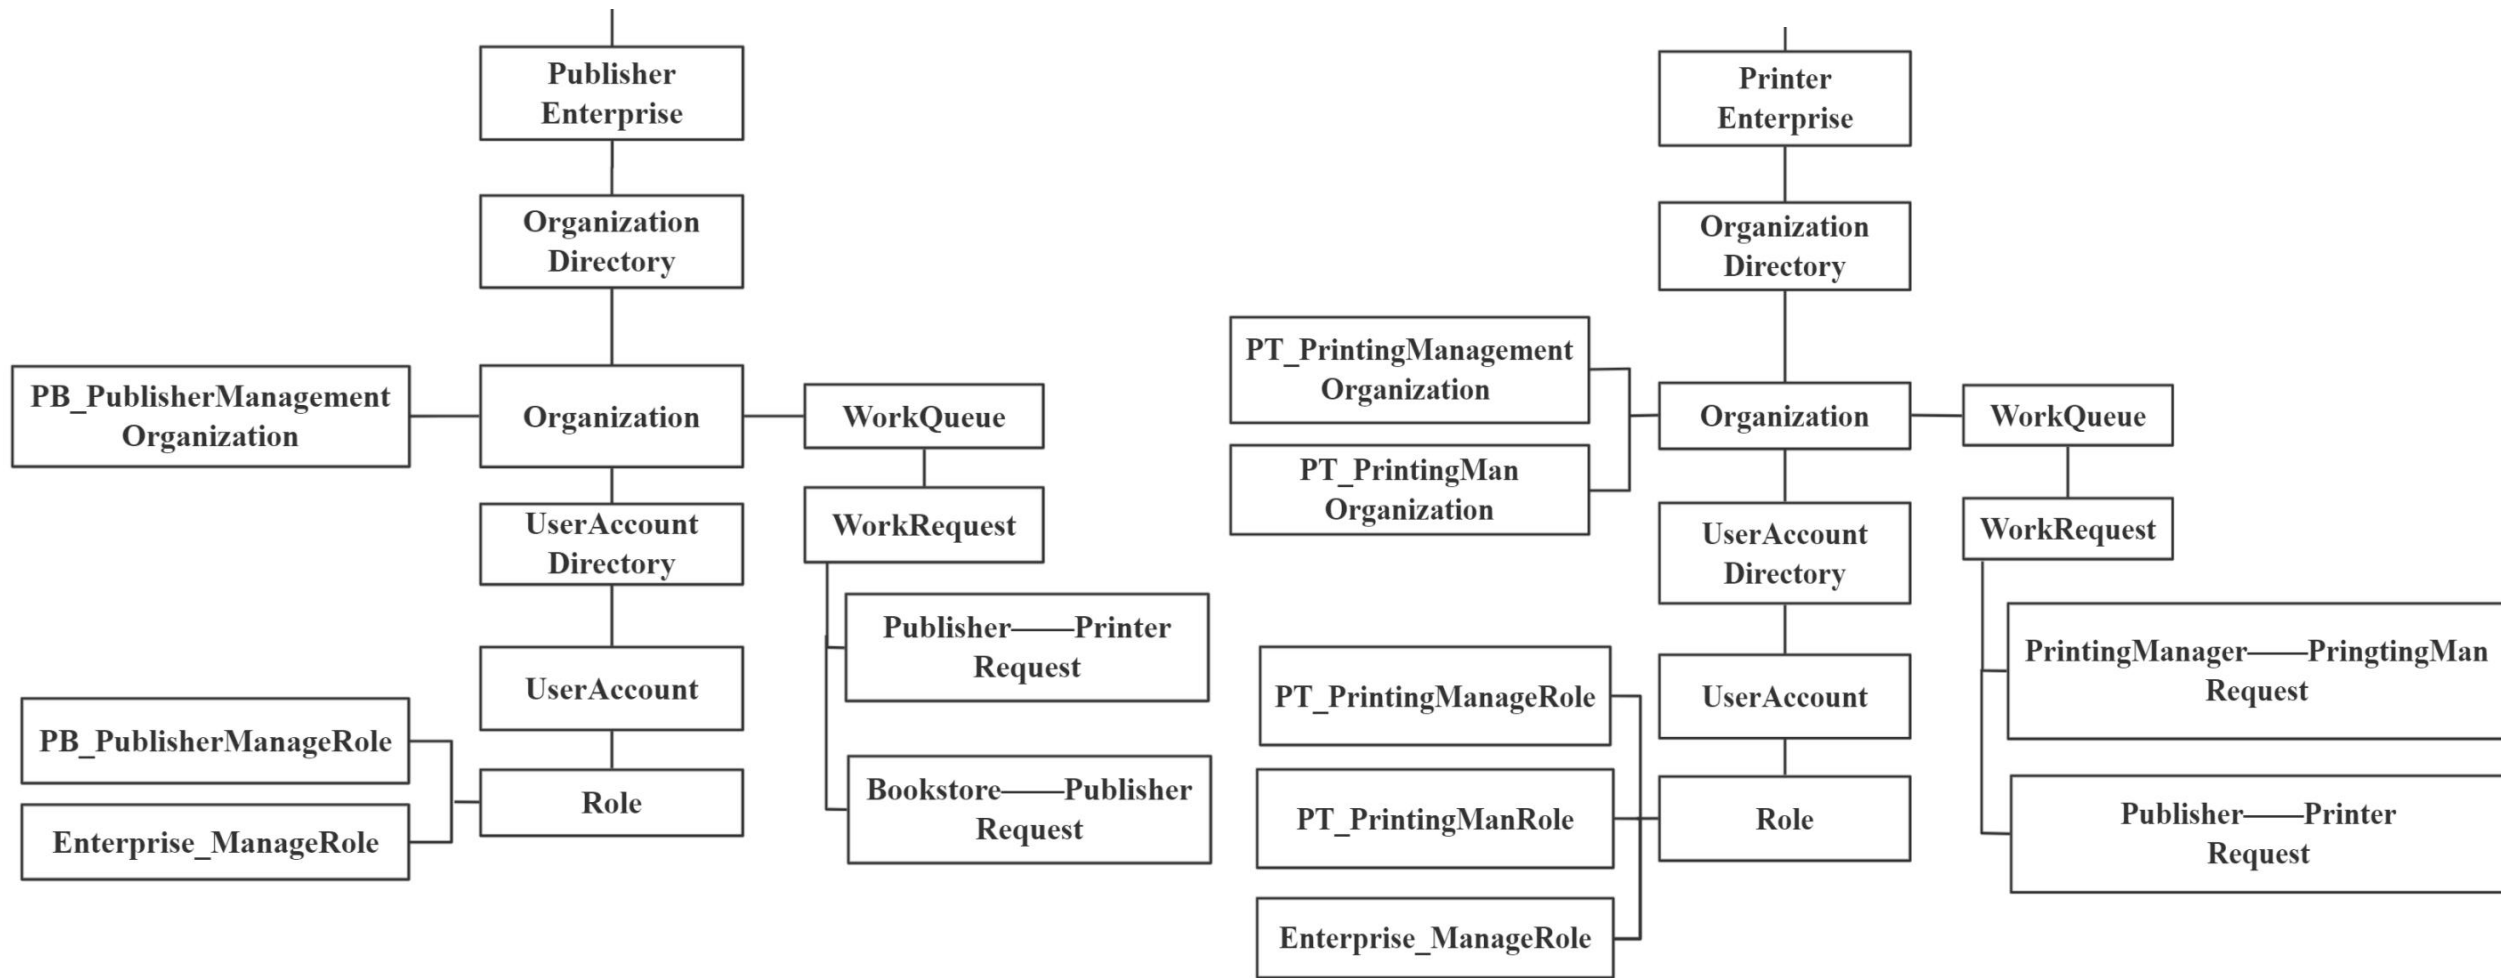 Publisher
Enterprise
Organization
Directory
PB_PublisherManagement
Organization
Organization
WorkQueue
WorkRequest
UserAccount
Directory
Publisher——Printer
Request
UserAccount
Bookstore——Publisher
Request
PB_PublisherManageRole
Enterprise_ManageRole
Role
Printer
Enterprise
Organization
Directory
PT_PrintingManagement
Organization
PT_PrintingMan
Organization
Organization
WorkQueue
WorkRequest
UserAccount
Directory
PrintingManager——PringtingMan
Request
UserAccount
Publisher——Printer
Request
PT_PrintingManageRole
PT_PrintingManRole
Enterprise_ManageRole
Role